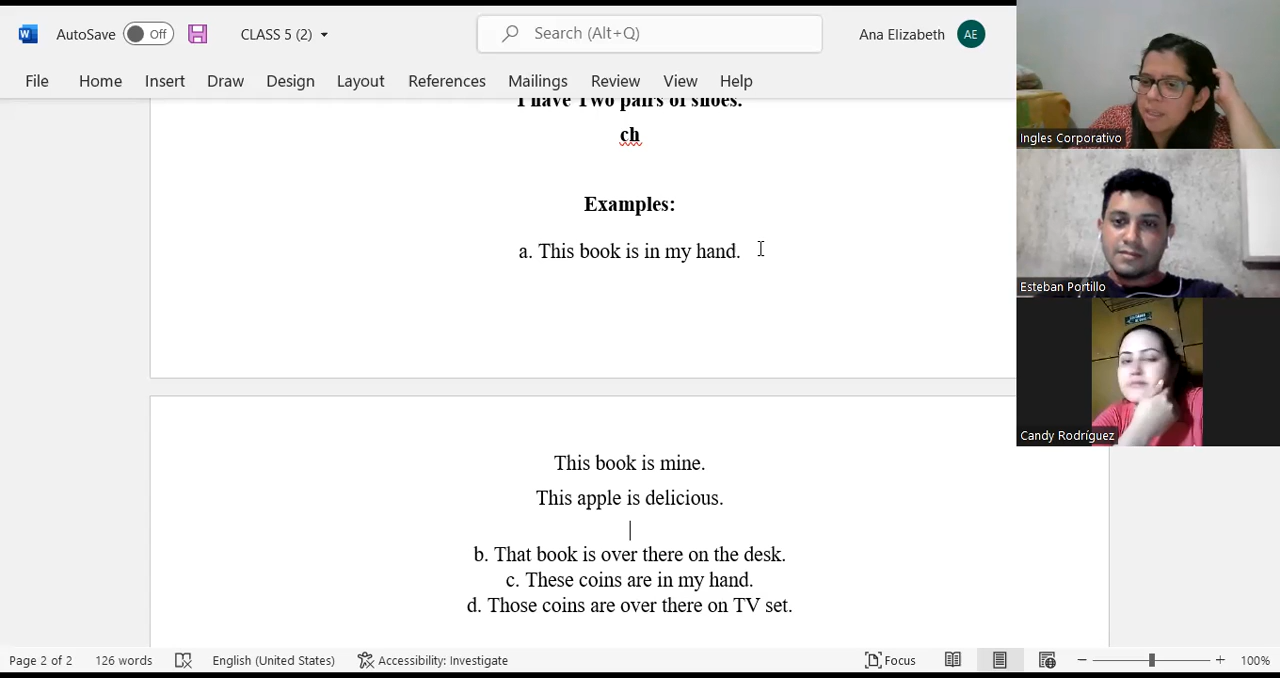 AutoSave Off CLASS 5 (2) Search (Alt+Q) Ana Elizabeth AE
File Home Insert Draw Design Layout References Mailings Review View Help
I have Two pairs of shoes.
ch
Examples:
a. This book is in my hand.
This book is mine.
This apple is delicious.
b. That book is over there on the desk.
c. These coins are in my hand.
d. Those coins are over there on TV set.
Page 2 of 2 126 words English (United States) Accessibility: Investigate Focus 100%
Ingles Corporativo
Esteban Portillo
Candy Rodríguez